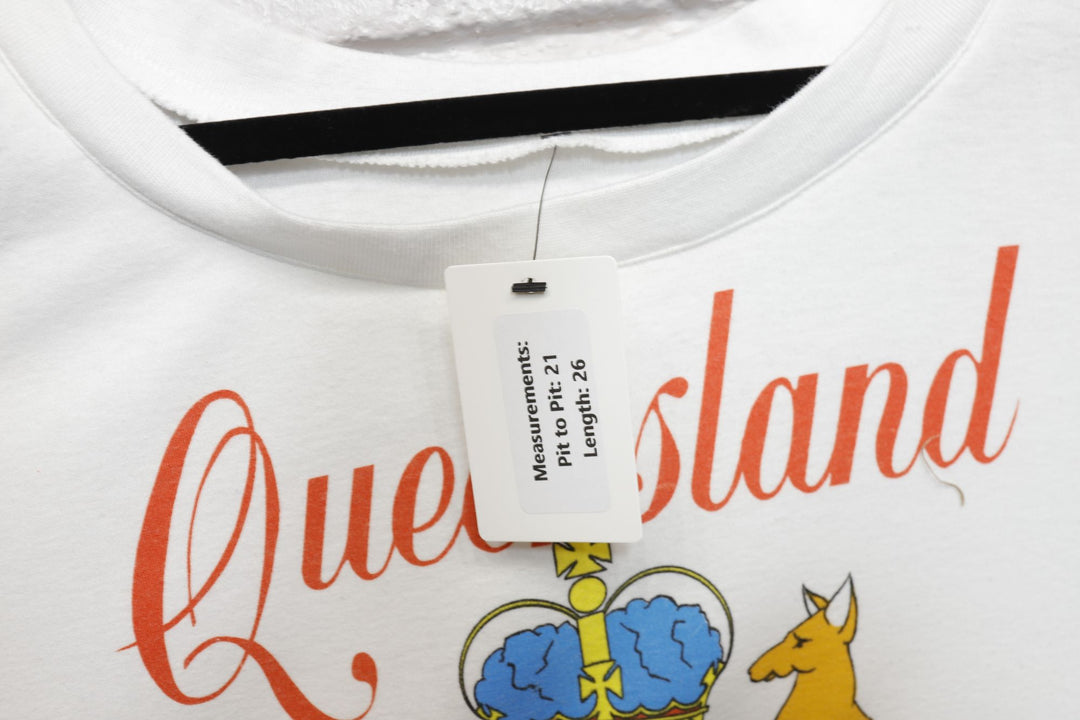 Queensland
Measurements:
Pit to Pit: 21
Length: 26